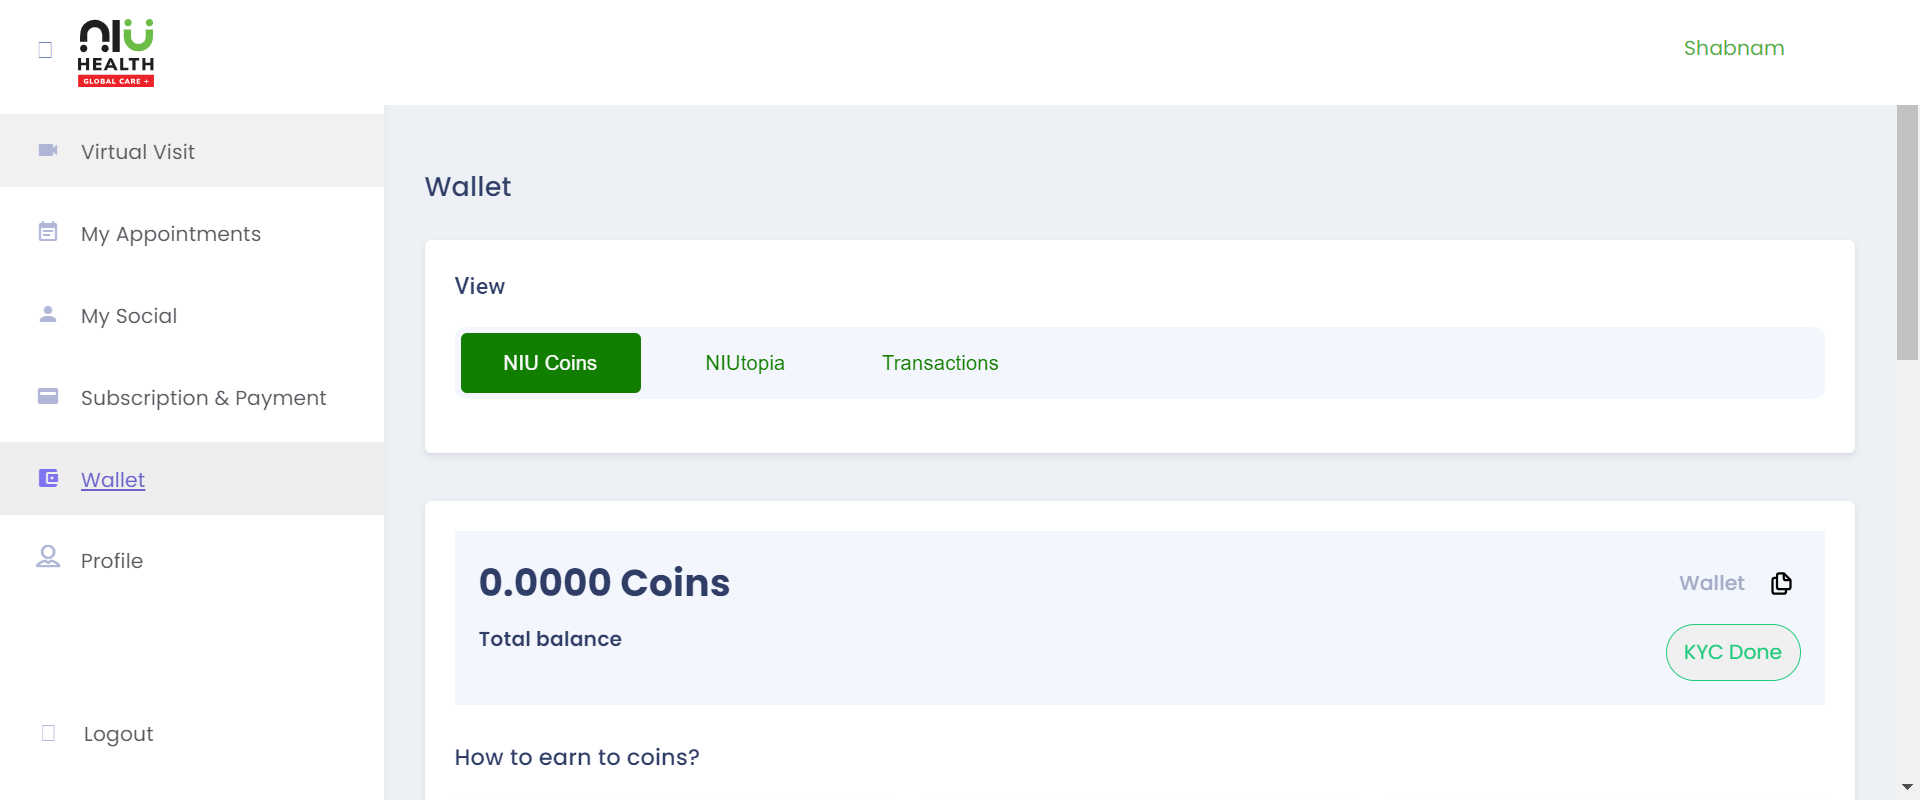 NIU
HEALTH
GLOBAL CARE +
Shabnam
Virtual Visit
My Appointments
My Social
Subscription & Payment
Wallet
Profile
Logout
Wallet
View
NIU Coins
NIUtopia
Transactions
0.0000 Coins
Wallet
Total balance
KYC Done
How to earn to coins?